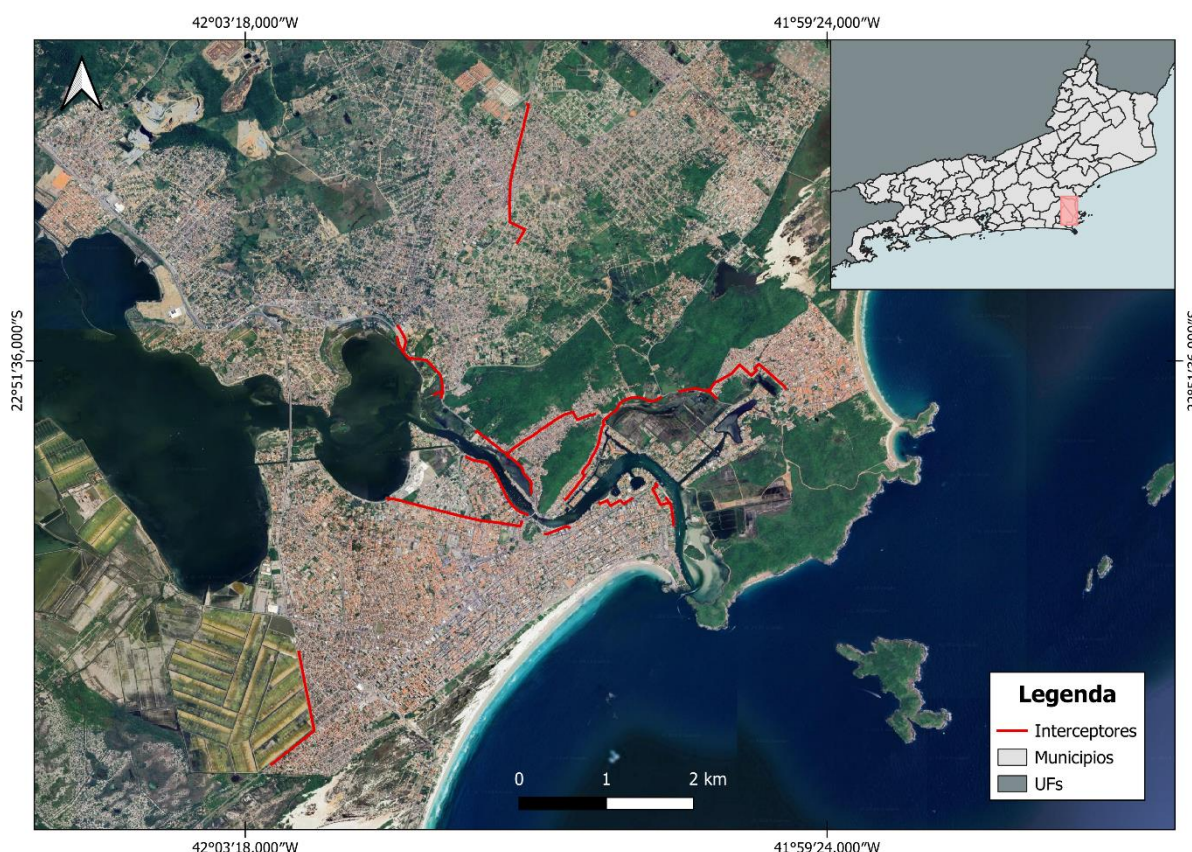 42°03′18,000″W
41°59′24,000″W
22°51′36,000″S
22°51′36,000″S
Legenda
Interceptores
Municipios
UFs
0 1 2 km
42°03′18,000″W
41°59′24,000″W